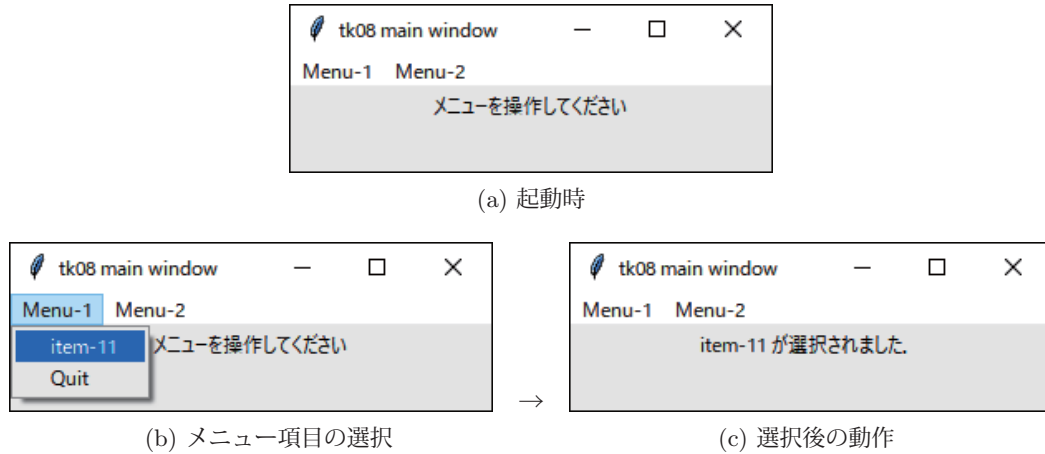 tk08 main window
Menu-1 Menu-2
メニューを操作してください
(a) 起動時
tk08 main window
Menu-1 Menu-2
item-11
メニューを操作してください
Quit
(b) メニュー項目の選択
→
tk08 main window
Menu-1 Menu-2
item-11 が選択されました.
(c) 選択後の動作